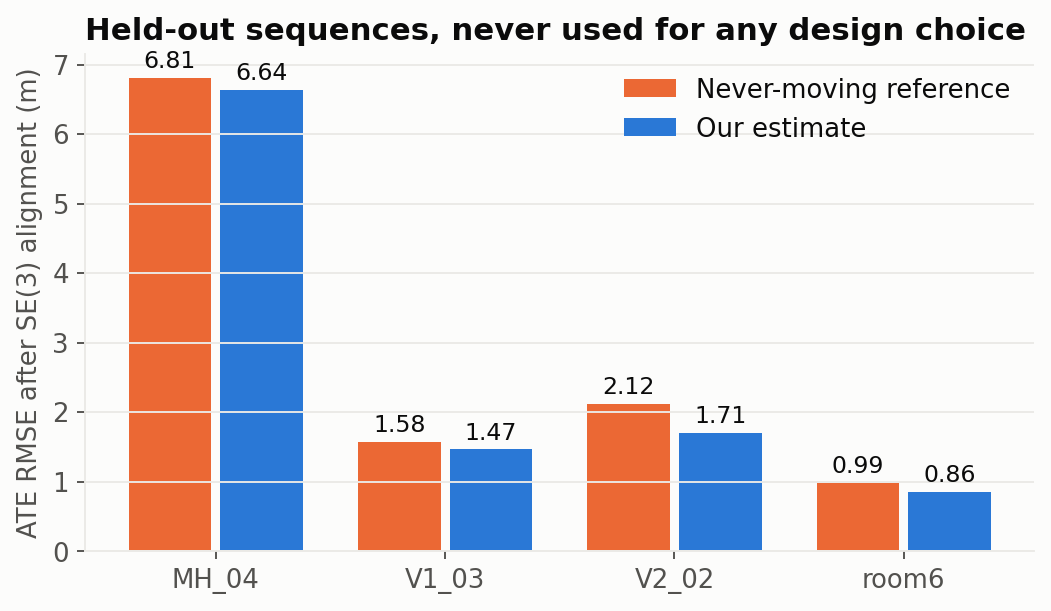 Held-out sequences, never used for any design choice
ATE RMSE after SE(3) alignment (m)
7
6
5
4
3
2
1
0
6.81
6.64
1.58
1.47
2.12
1.71
0.99
0.86
Never-moving reference
Our estimate
MH_04
V1_03
V2_02
room6